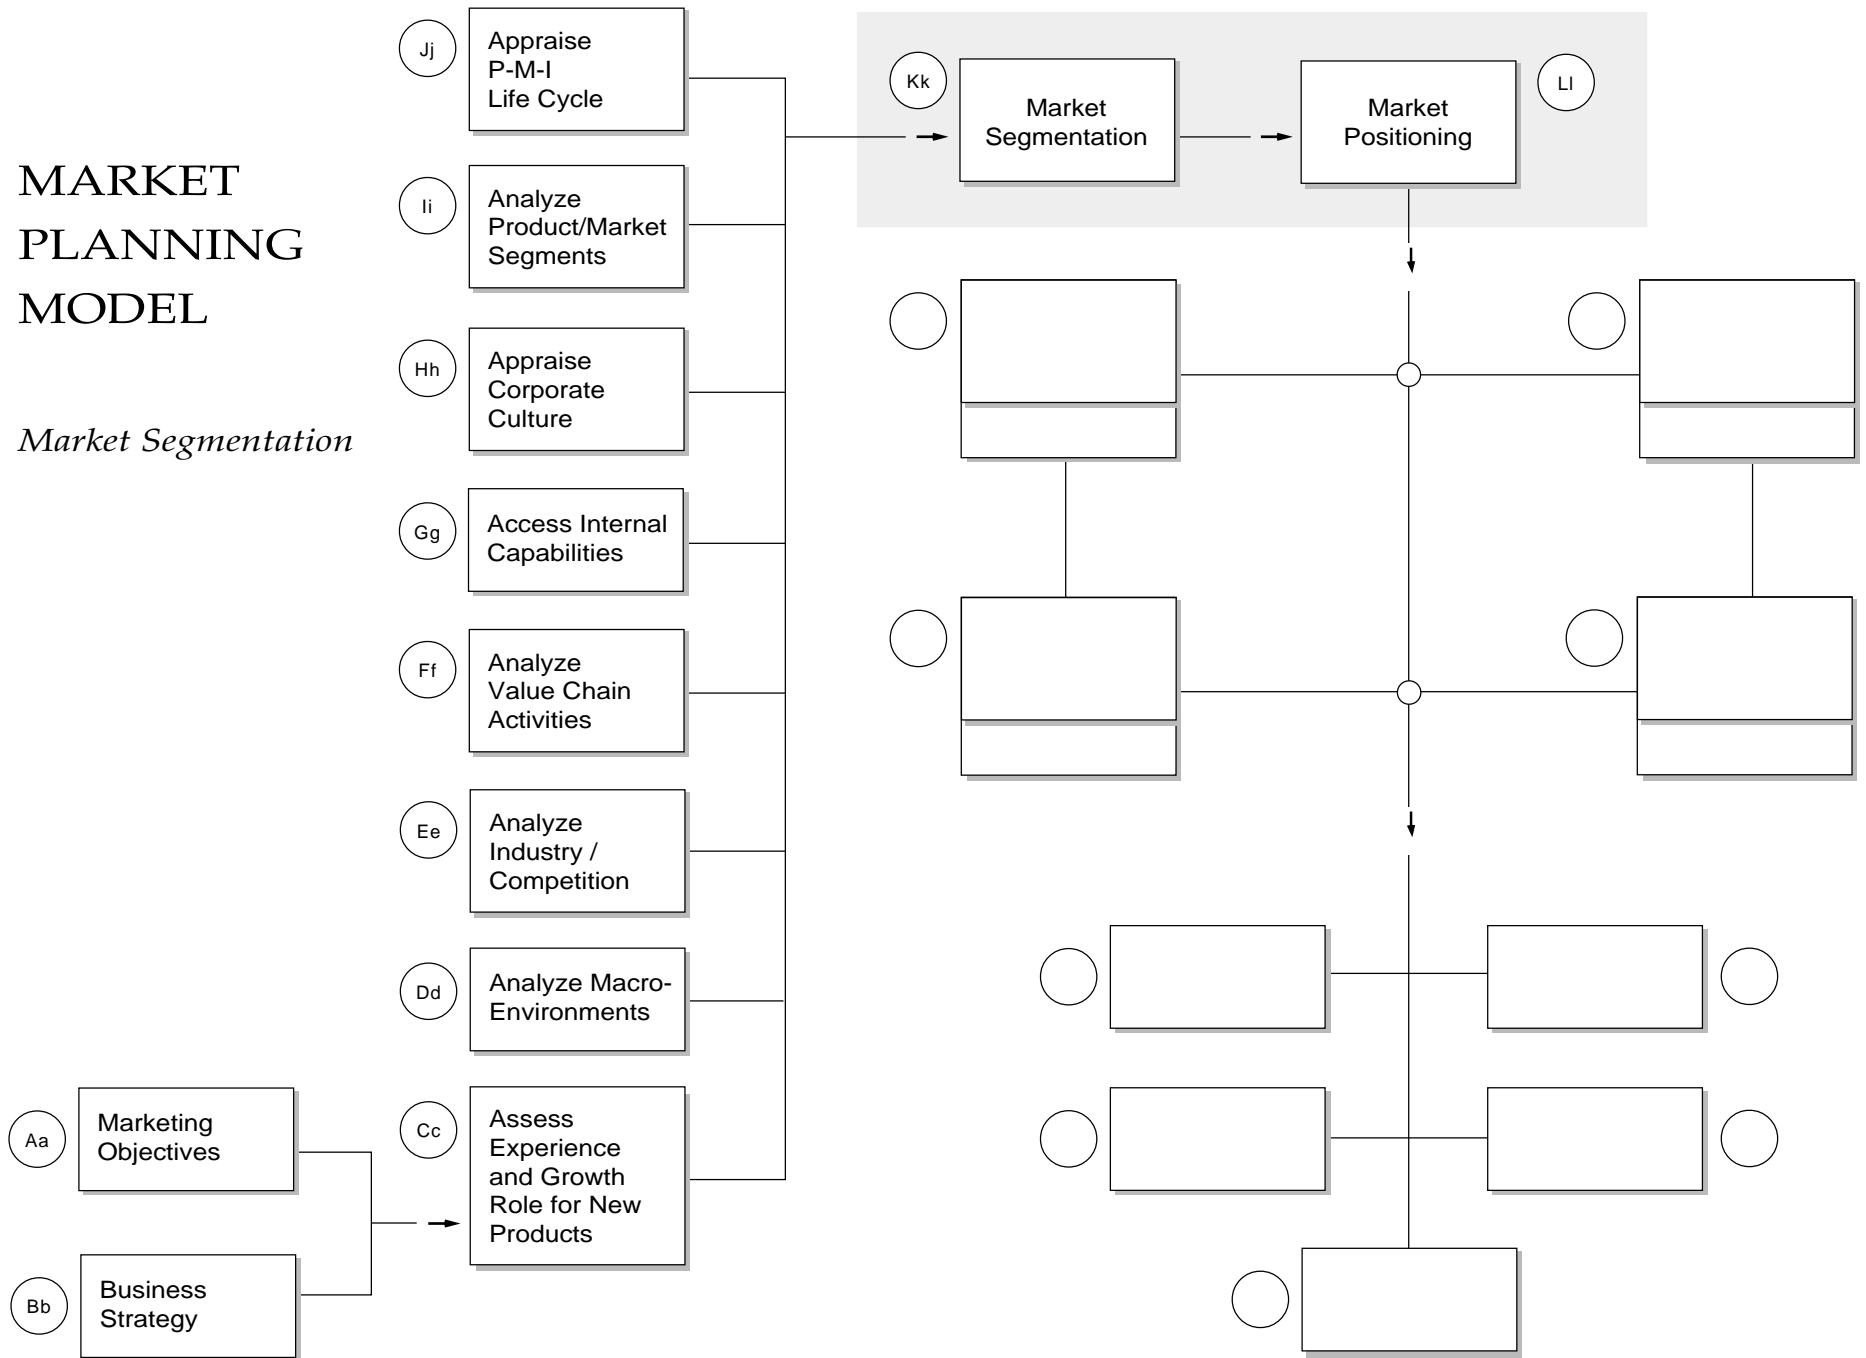 MARKET
PLANNING
MODEL
Market Segmentation
Jj
Appraise
P-M-I
Life Cycle
Ii
Analyze
Product/Market
Segments
Hh
Appraise
Corporate
Culture
Gg
Access Internal
Capabilities
Ff
Analyze
Value Chain
Activities
Ee
Analyze
Industry /
Competition
Dd
Analyze Macro-
Environments
Cc
Assess
Experience
and Growth
Role for New
Products
Aa
Marketing
Objectives
Bb
Business
Strategy
Kk
Market
Segmentation
Market
Positioning
Ll